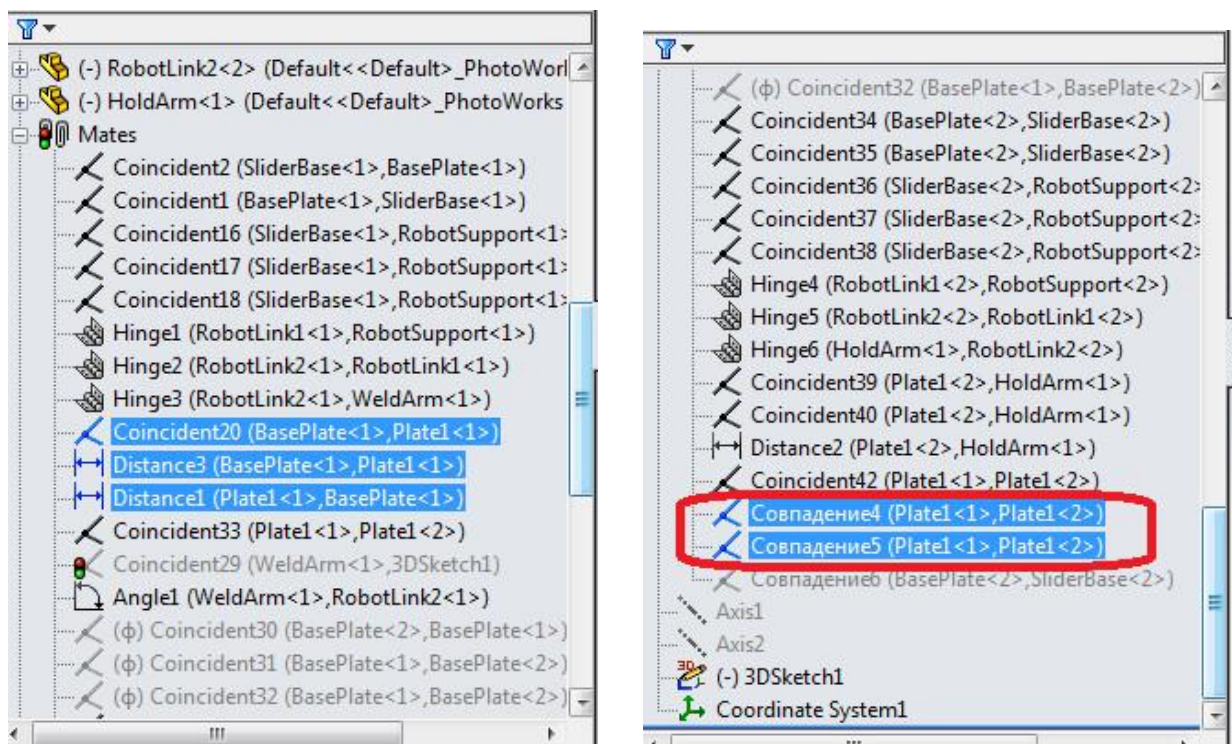 (-) RobotLink2<2> (Default<<Default>_PhotoWorl
(-) HoldArm<1> (Default<<Default>_PhotoWorks
Mates
Coincident2 (SliderBase<1>,BasePlate<1>)
Coincident1 (BasePlate<1>,SliderBase<1>)
Coincident16 (SliderBase<1>,RobotSupport<1>
Coincident17 (SliderBase<1>,RobotSupport<1>
Coincident18 (SliderBase<1>,RobotSupport<1>
Hinge1 (RobotLink1<1>,RobotSupport<1>)
Hinge2 (RobotLink2<1>,RobotLink1<1>)
Hinge3 (RobotLink2<1>,WeldArm<1>)
Coincident20 (BasePlate<1>,Plate1<1>)
Distance3 (BasePlate<1>,Plate1<1>)
Distance1 (Plate1<1>,BasePlate<1>)
Coincident33 (Plate1<1>,Plate1<2>)
Coincident29 (WeldArm<1>,3DSketch1)
Angle1 (WeldArm<1>,RobotLink2<1>)
(ф) Coincident30 (BasePlate<2>,BasePlate<1>)
(ф) Coincident31 (BasePlate<1>,BasePlate<2>)
(ф) Coincident32 (BasePlate<1>,BasePlate<2>)
(ф) Coincident32 (BasePlate<1>,BasePlate<2>)
Coincident34 (BasePlate<2>,SliderBase<2>)
Coincident35 (BasePlate<2>,SliderBase<2>)
Coincident36 (SliderBase<2>,RobotSupport<2>
Coincident37 (SliderBase<2>,RobotSupport<2>
Coincident38 (SliderBase<2>,RobotSupport<2>
Hinge4 (RobotLink1<2>,RobotSupport<2>)
Hinge5 (RobotLink2<2>,RobotLink1<2>)
Hinge6 (HoldArm<1>,RobotLink2<2>)
Coincident39 (Plate1<2>,HoldArm<1>)
Coincident40 (Plate1<2>,HoldArm<1>)
Distance2 (Plate1<2>,HoldArm<1>)
Coincident42 (Plate1<1>,Plate1<2>)
Совпадение4 (Plate1<1>,Plate1<2>)
Совпадение5 (Plate1<1>,Plate1<2>)
Совпадение6 (BasePlate<2>,SliderBase<2>)
Axis1
Axis2
(-) 3DSketch1
Coordinate System1